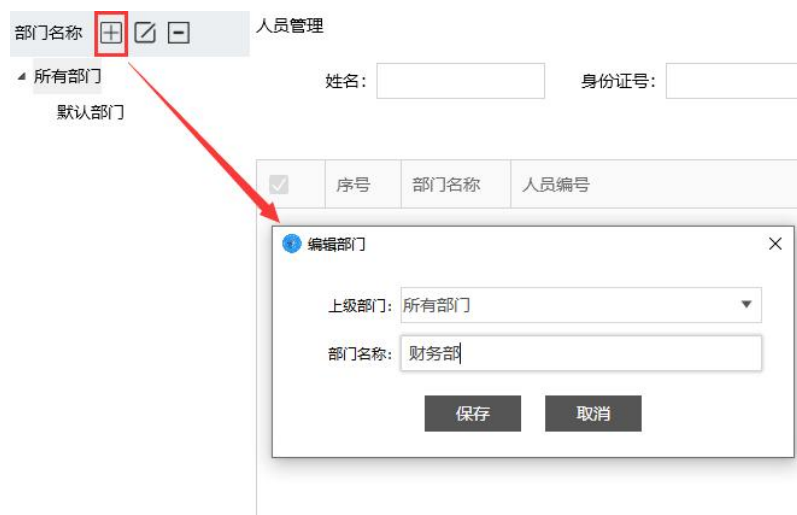 部门名称
所有部门
默认部门
人员管理
姓名：
身份证号：
序号 部门名称 人员编号
编辑部门
上级部门： 所有部门
部门名称： 财务部
保存 取消